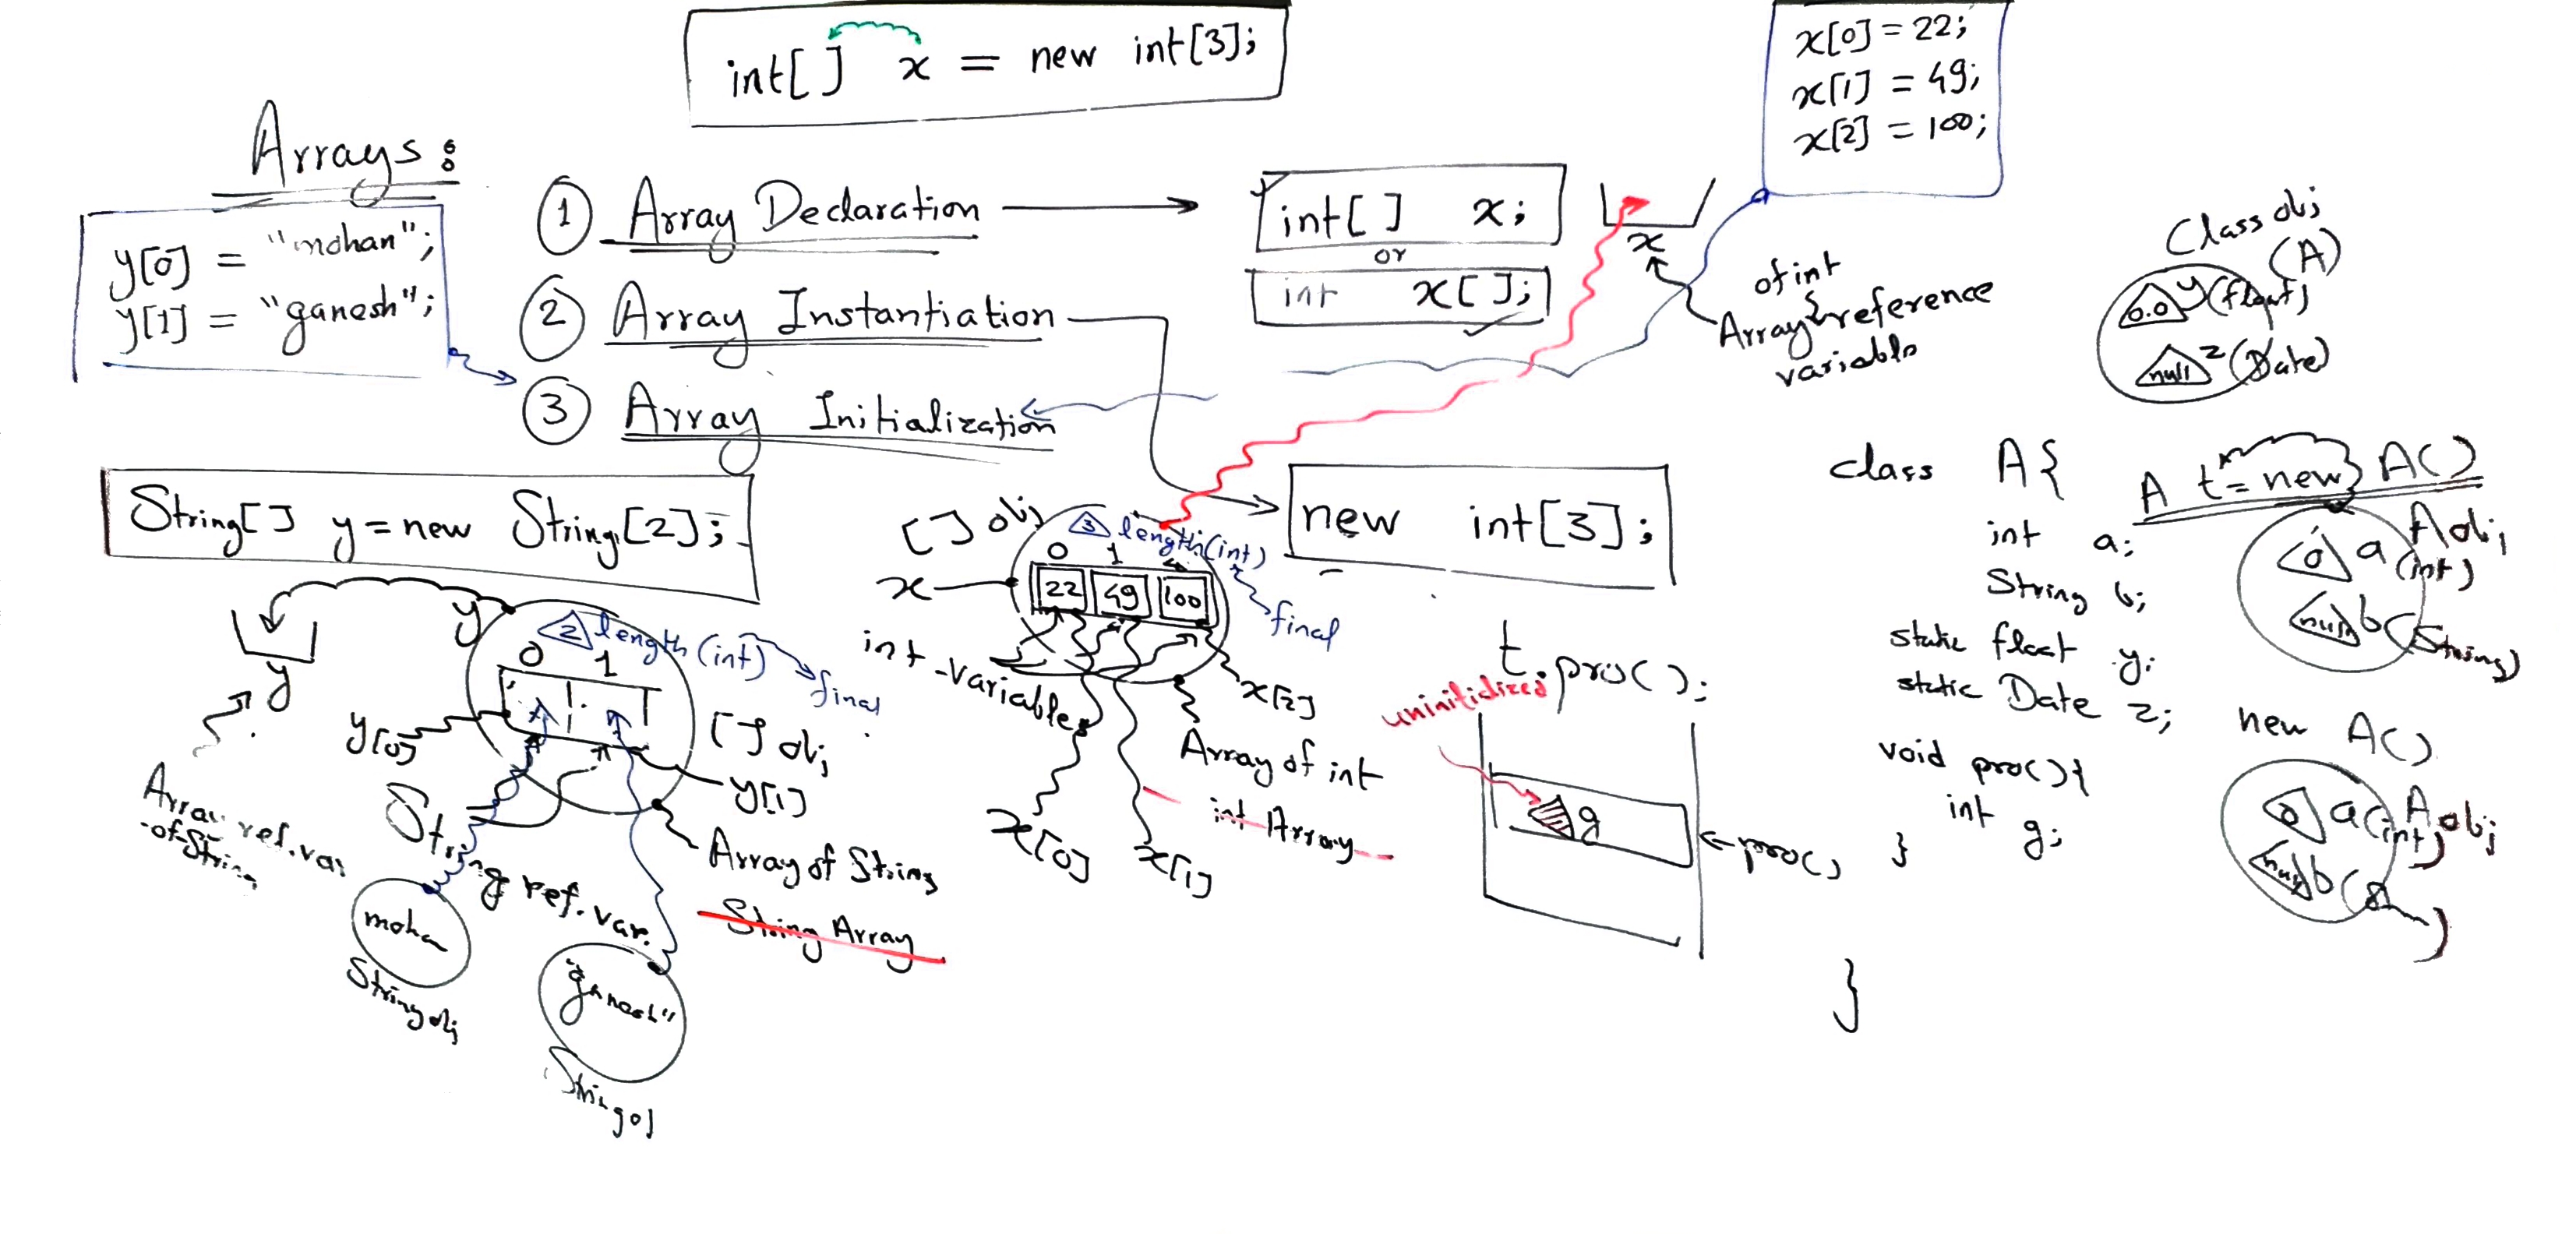 int[] x = new int[3];
x[0] = 22;
x[1] = 49;
x[2] = 100;
Arrays:
y[0] = "mohan";
y[1] = "ganesh";
1 Array Declaration
2 Array Instantiation
3 Array Initialization
int[] x;
or
int x[];
x
of int
Array reference
variable
Class obj
(A)
0.0 y (float)
null z (Date)
String[] y = new String[2];
new int[3];
y
Array ref. var
of String
y
2 length (int)
final
0 1
y[0]
y[1]
[] obj
String ref. var.
Array of String
String Array
moha
String obj
"ganesh"
String obj
[] obj
3 length (int)
final
0 1 2
x
22 49 100
int variable
x[0]
x[1]
x[2]
Array of int
int Array
t.pro();
uninitialized
g
pro()
class A{
int a;
String b;
static float y;
static Date z;
void pro(){
int g;
}
}
A t = new A()
A obj
0 a (int)
null b (String)
new A()
A obj
0 a (int)
null b (S )